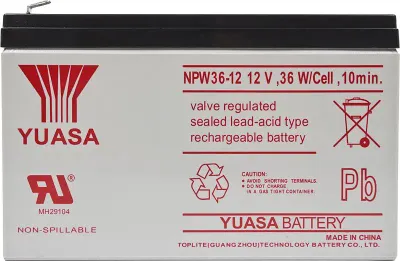 NPW36-12 12 V ,36 W/Cell ,10min.
YUASA
valve regulated
sealed lead-acid type
rechargeable battery
RU
MH29104
NON-SPILLABLE
CAUTION :
AVOID SHORTING TERMINALS.
DO NOT CHARGE
IN A GAS TIGHT CONTAINER.
Pb
YUASA BATTERY
MADE IN CHINA
TOPLITE(GUANGZHOU)TECHNOLOGY BATTERY CO., LTD.